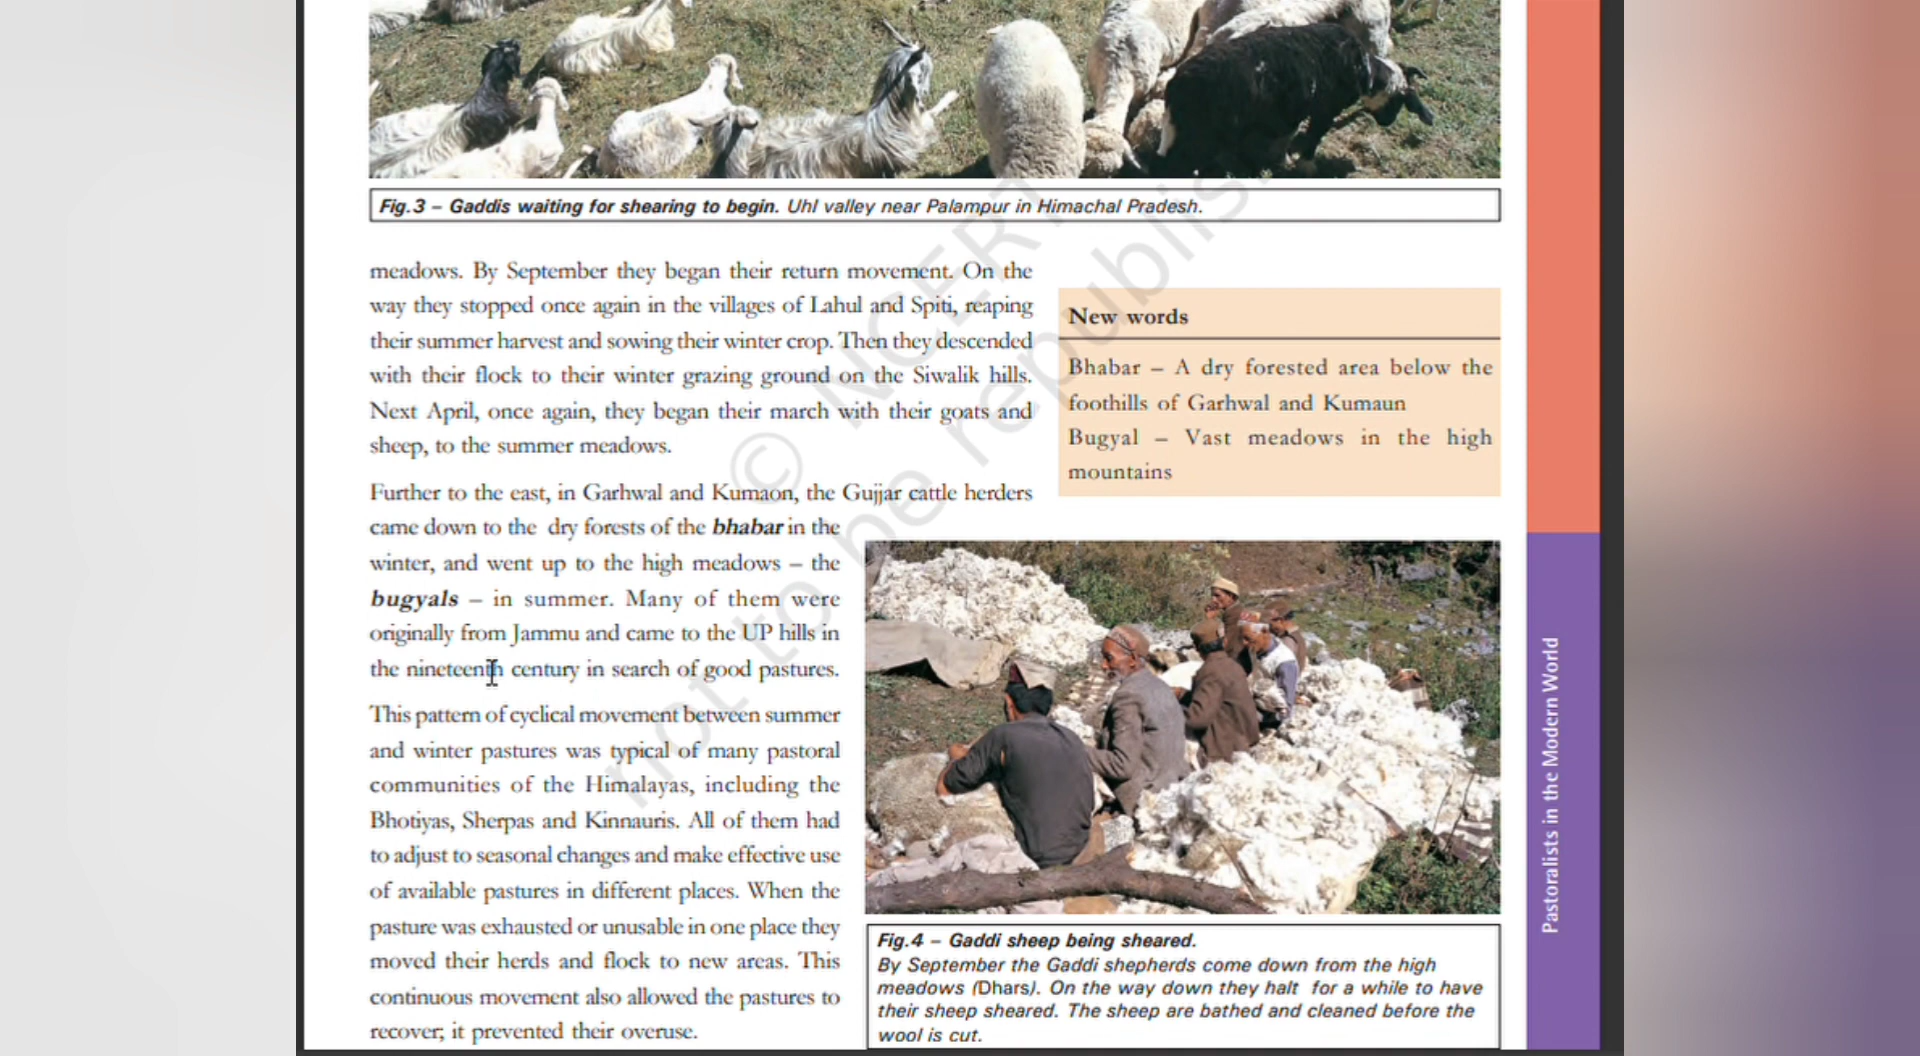 Fig.3 – Gaddis waiting for shearing to begin. Uhl valley near Palampur in Himachal Pradesh.
meadows. By September they began their return movement. On the
way they stopped once again in the villages of Lahul and Spiti, reaping
their summer harvest and sowing their winter crop. Then they descended
with their flock to their winter grazing ground on the Siwalik hills.
Next April, once again, they began their march with their goats and
sheep, to the summer meadows.
Further to the east, in Garhwal and Kumaon, the Gujjar cattle herders
came down to the dry forests of the bhabar in the
winter, and went up to the high meadows – the
bugyals – in summer. Many of them were
originally from Jammu and came to the UP hills in
the nineteenth century in search of good pastures.
This pattern of cyclical movement between summer
and winter pastures was typical of many pastoral
communities of the Himalayas, including the
Bhotiyas, Sherpas and Kinnauris. All of them had
to adjust to seasonal changes and make effective use
of available pastures in different places. When the
pasture was exhausted or unusable in one place they
moved their herds and flock to new areas. This
continuous movement also allowed the pastures to
recover; it prevented their overuse.
New words
Bhabar – A dry forested area below the
foothills of Garhwal and Kumaun
Bugyal – Vast meadows in the high
mountains
Fig.4 – Gaddi sheep being sheared.
By September the Gaddi shepherds come down from the high
meadows (Dhars). On the way down they halt for a while to have
their sheep sheared. The sheep are bathed and cleaned before the
wool is cut.
Pastoralists in the Modern World
© NCERT
not to be